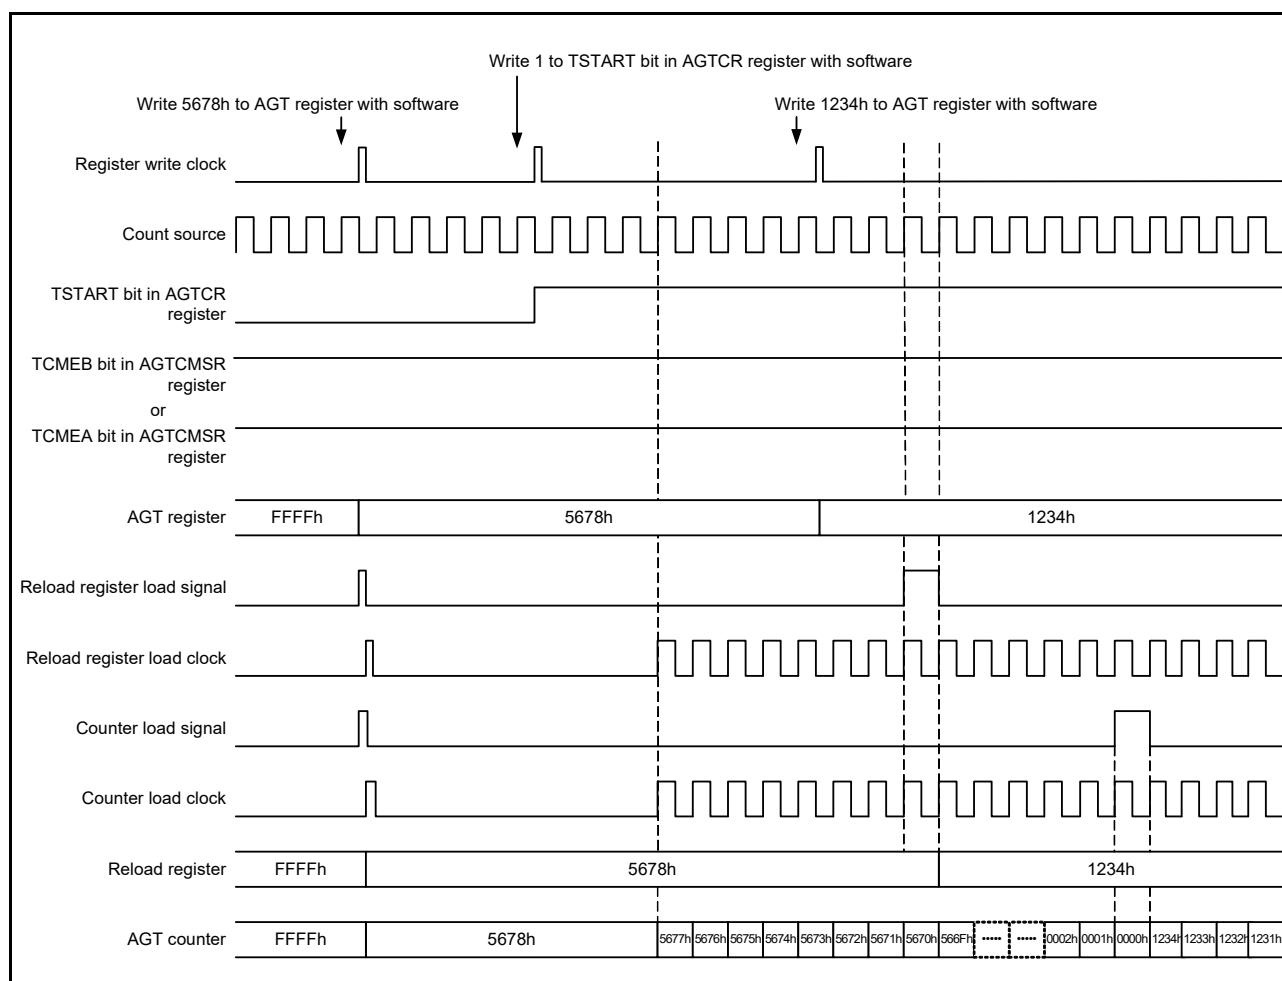 Write 1 to TSTART bit in AGTCR register with software
Write 5678h to AGT register with software
Write 1234h to AGT register with software
Register write clock
Count source
TSTART bit in AGTCR
register
TCMEB bit in AGTCMSR
register
or
TCMEA bit in AGTCMSR
register
AGT register
FFFFh
5678h
1234h
Reload register load signal
Reload register load clock
Counter load signal
Counter load clock
Reload register
FFFFh
5678h
1234h
AGT counter
FFFFh
5678h
5677h
5676h
5675h
5674h
5673h
5672h
5671h
5670h
566Fh
-----
-----
0002h
0001h
0000h
1234h
1233h
1232h
1231h